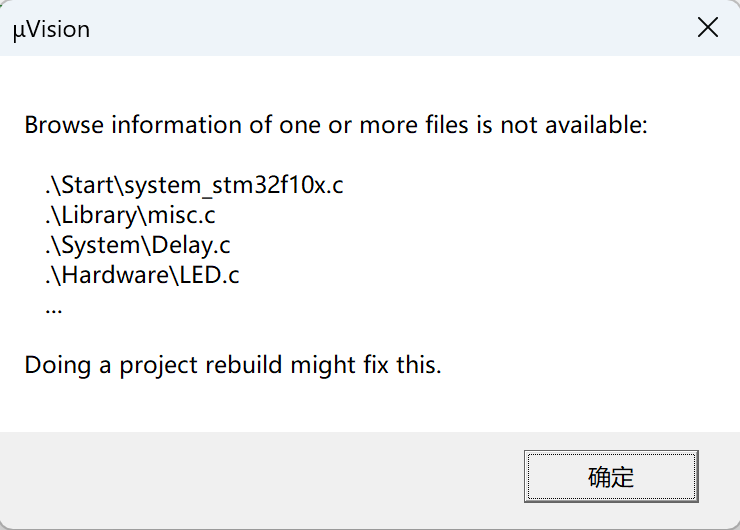 µVision
Browse information of one or more files is not available:
.\Start\system_stm32f10x.c
.\Library\misc.c
.\System\Delay.c
.\Hardware\LED.c
...
Doing a project rebuild might fix this.
确定